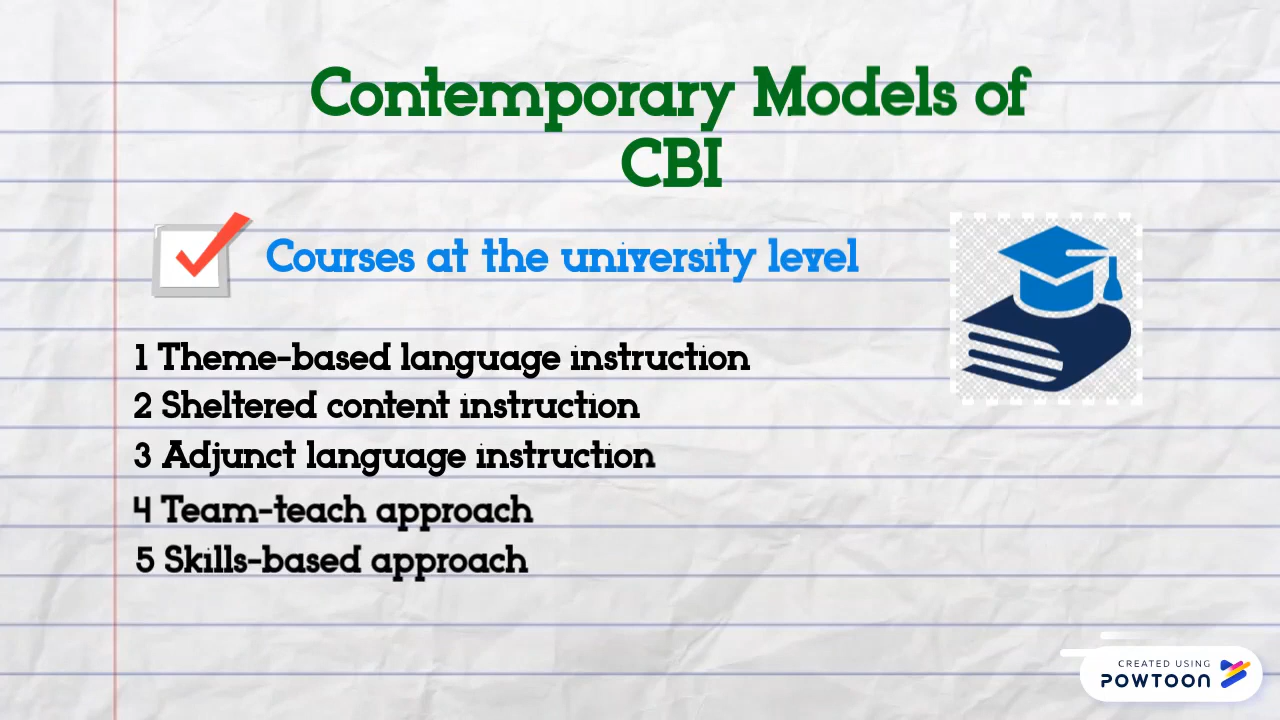 Contemporary Models of
CBI
Courses at the university level
1 Theme-based language instruction
2 Sheltered content instruction
3 Adjunct language instruction
4 Team-teach approach
5 Skills-based approach
CREATED USING
POWTOON